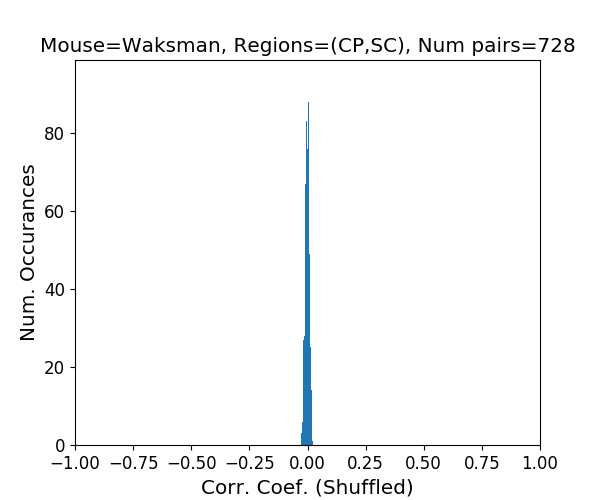 Mouse=Waksman, Regions=(CP,SC), Num pairs=728
80
60
40
20
0
Num. Occurances
−1.00 −0.75 −0.50 −0.25 0.00 0.25 0.50 0.75 1.00
Corr. Coef. (Shuffled)